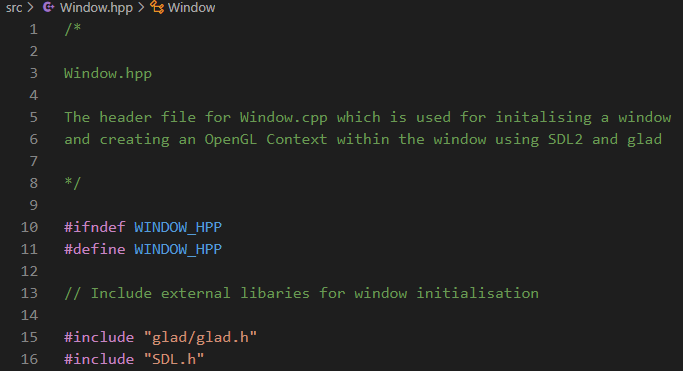 src > Window.hpp > Window
1 /*
2
3 Window.hpp
4
5 The header file for Window.cpp which is used for initalising a window
6 and creating an OpenGL Context within the window using SDL2 and glad
7
8 */
9
10 #ifndef WINDOW_HPP
11 #define WINDOW_HPP
12
13 // Include external libaries for window initialisation
14
15 #include "glad/glad.h"
16 #include "SDL.h"